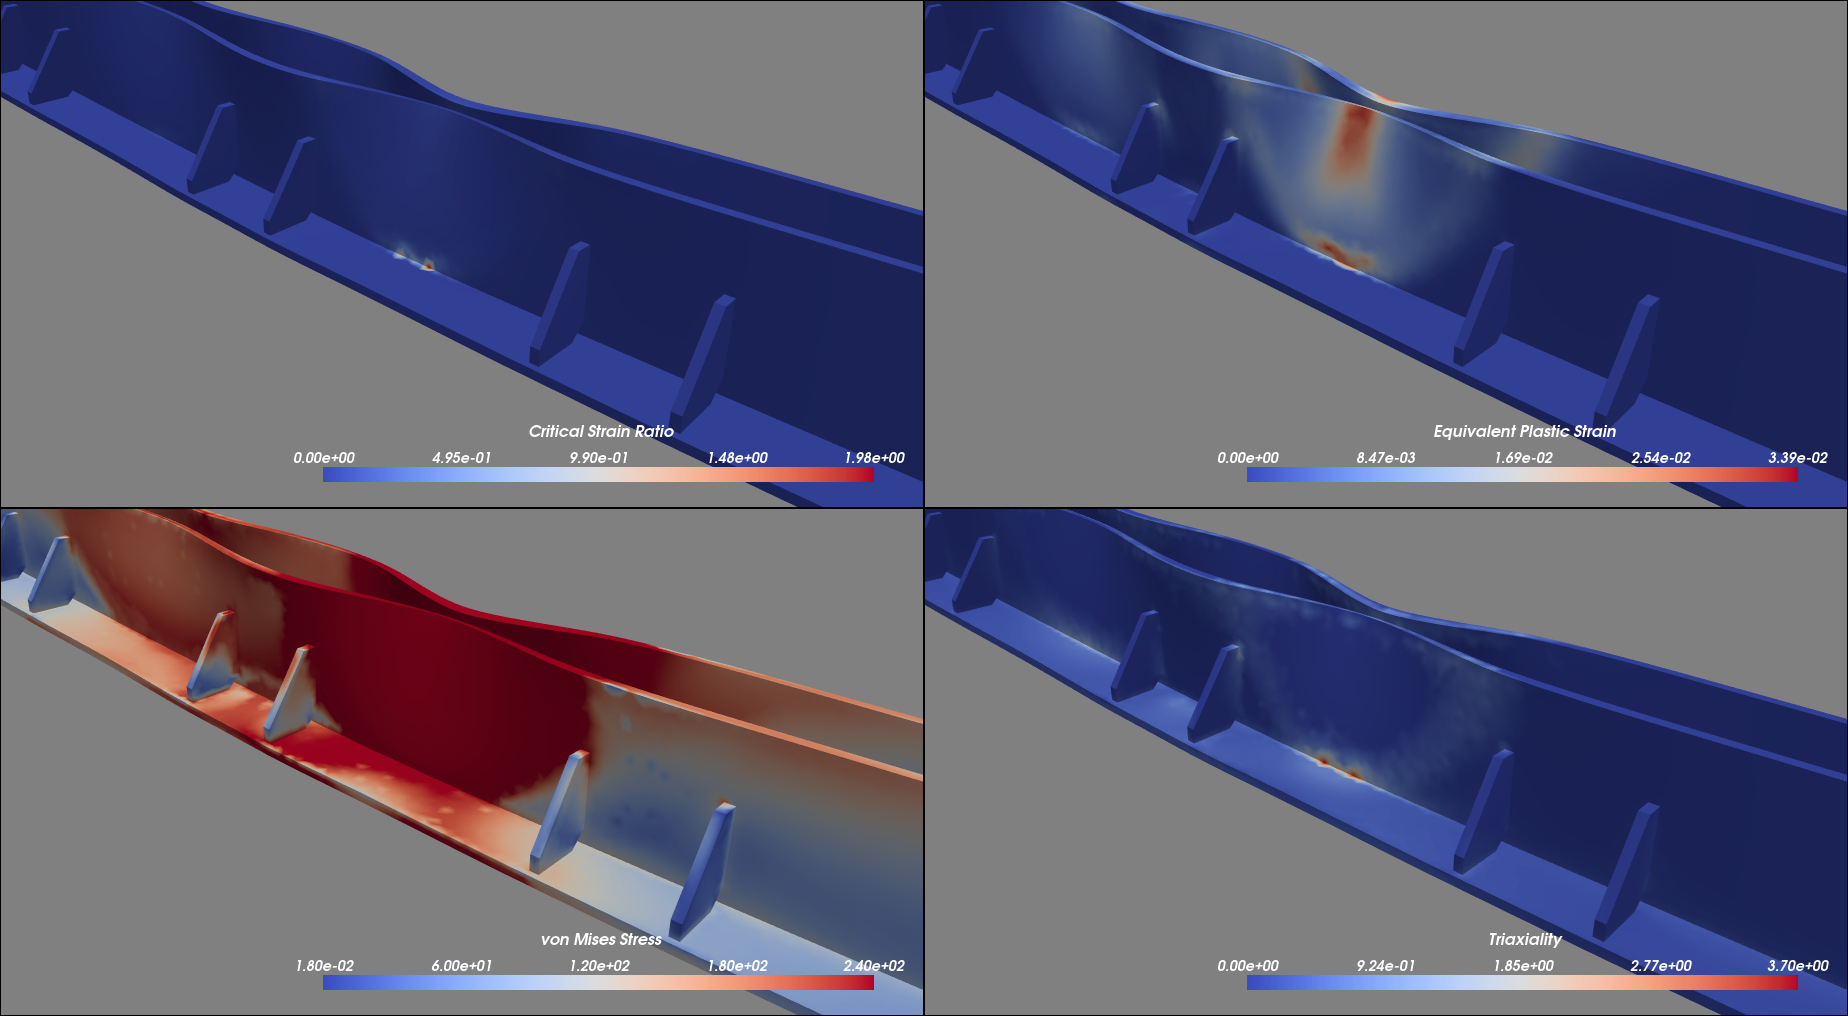 Critical Strain Ratio
0.00e+00 4.95e-01 9.90e-01 1.48e+00 1.98e+00
Equivalent Plastic Strain
0.00e+00 8.47e-03 1.69e-02 2.54e-02 3.39e-02
von Mises Stress
1.80e-02 6.00e+01 1.20e+02 1.80e+02 2.40e+02
Triaxiality
0.00e+00 9.24e-01 1.85e+00 2.77e+00 3.70e+00